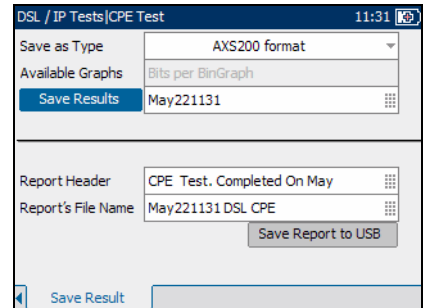 DSL / IP Tests|CPE Test 11:31
Save as Type AXS200 format
Available Graphs Bits per BinGraph
Save Results May221131
Report Header CPE Test. Completed On May
Report's File Name May221131 DSL CPE
Save Report to USB
Save Result